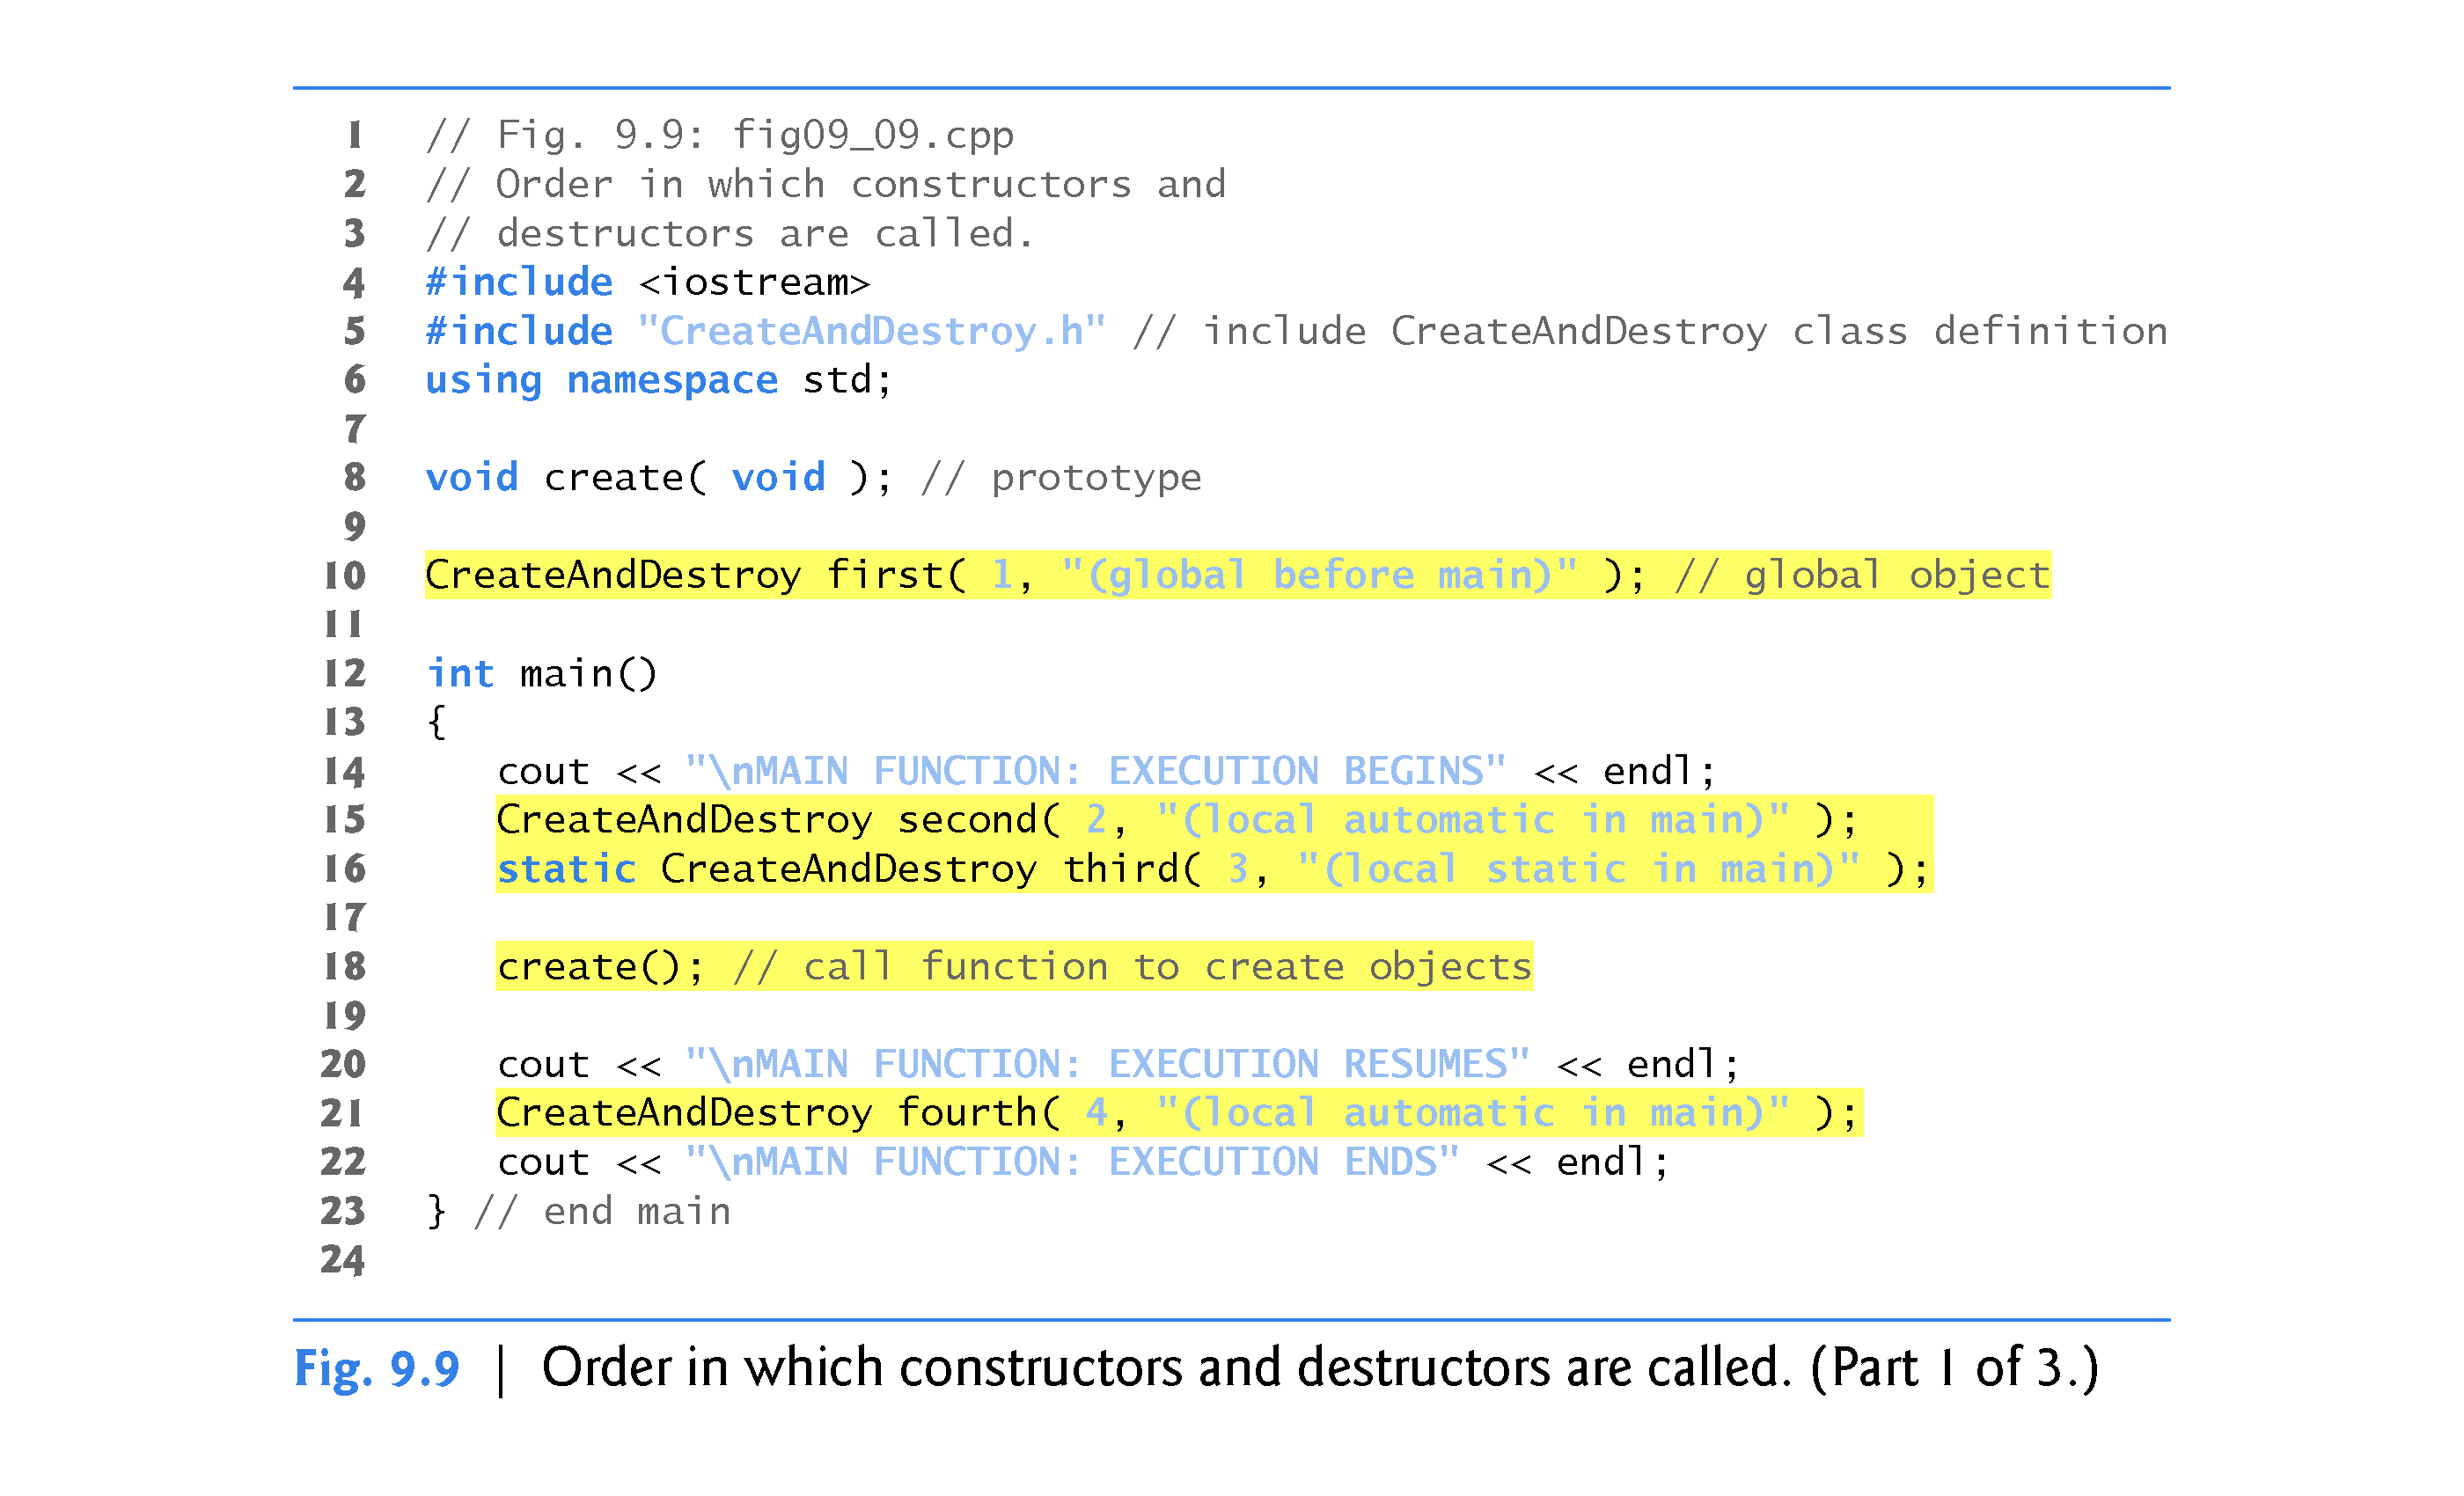 1 // Fig. 9.9: fig09_09.cpp
2 // Order in which constructors and
3 // destructors are called.
4 #include <iostream>
5 #include "CreateAndDestroy.h" // include CreateAndDestroy class definition
6 using namespace std;
7
8 void create( void ); // prototype
9
10 CreateAndDestroy first( 1, "(global before main)" ); // global object
11
12 int main()
13 {
14    cout << "\nMAIN FUNCTION: EXECUTION BEGINS" << endl;
15    CreateAndDestroy second( 2, "(local automatic in main)" );
16    static CreateAndDestroy third( 3, "(local static in main)" );
17
18    create(); // call function to create objects
19
20    cout << "\nMAIN FUNCTION: EXECUTION RESUMES" << endl;
21    CreateAndDestroy fourth( 4, "(local automatic in main)" );
22    cout << "\nMAIN FUNCTION: EXECUTION ENDS" << endl;
23 } // end main
24
Fig. 9.9 | Order in which constructors and destructors are called. (Part 1 of 3.)